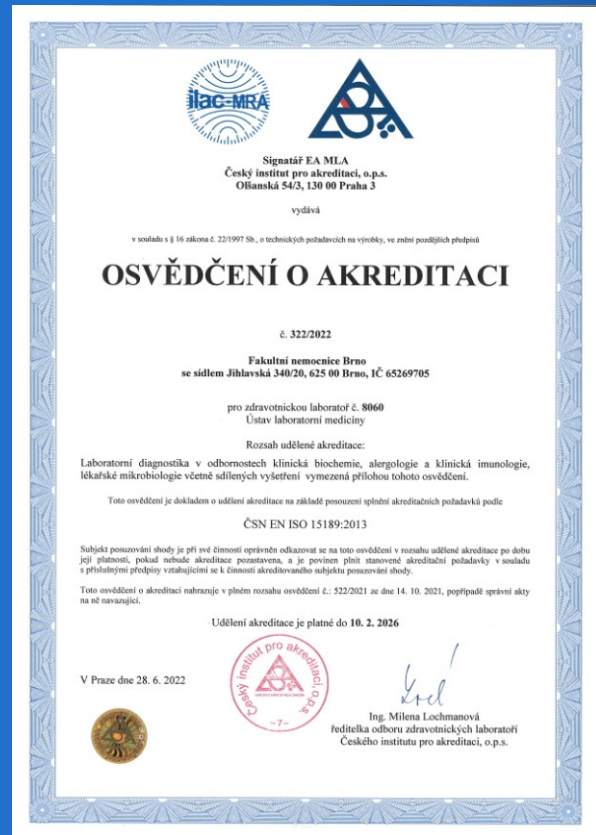 ilac-MRA
Signatář EA MLA
Český institut pro akreditaci, o.p.s.
Olšanská 54/3, 130 00 Praha 3
vydává
v souladu s § 16 zákona č. 22/1997 Sb., o technických požadavcích na výrobky, ve znění pozdějších předpisů
OSVĚDČENÍ O AKREDITACI
č. 322/2022
Fakultní nemocnice Brno
se sídlem Jihlavská 340/20, 625 00 Brno, IČ 65269705
pro zdravotnickou laboratoř č. 8060
Ústav laboratorní medicíny
Rozsah udělené akreditace:
Laboratorní diagnostika v odbornostech klinická biochemie, alergologie a klinická imunologie,
lékařské mikrobiologie včetně sdílených vyšetření vymezená přílohou tohoto osvědčení.
Toto osvědčení je dokladem o udělení akreditace na základě posouzení splnění akreditačních požadavků podle
ČSN EN ISO 15189:2013
Subjekt posuzování shody je při své činnosti oprávněn odkazovat se na toto osvědčení v rozsahu udělené akreditace po dobu
její platnosti, pokud nebude akreditace pozastavena, a je povinen plnit stanovené akreditační požadavky v souladu
s příslušnými předpisy vztahujícími se k činnosti akreditovaného subjektu posuzování shody.
Toto osvědčení o akreditaci nahrazuje v plném rozsahu osvědčení č.: 522/2021 ze dne 14. 10. 2021, popřípadě správní akty
na ně navazující.
Udělení akreditace je platné do 10. 2. 2026
Český institut pro akreditaci, o.p.s.
-7-
V Praze dne 28. 6. 2022
Ing. Milena Lochmanová
ředitelka odboru zdravotnických laboratoří
Českého institutu pro akreditaci, o.p.s.